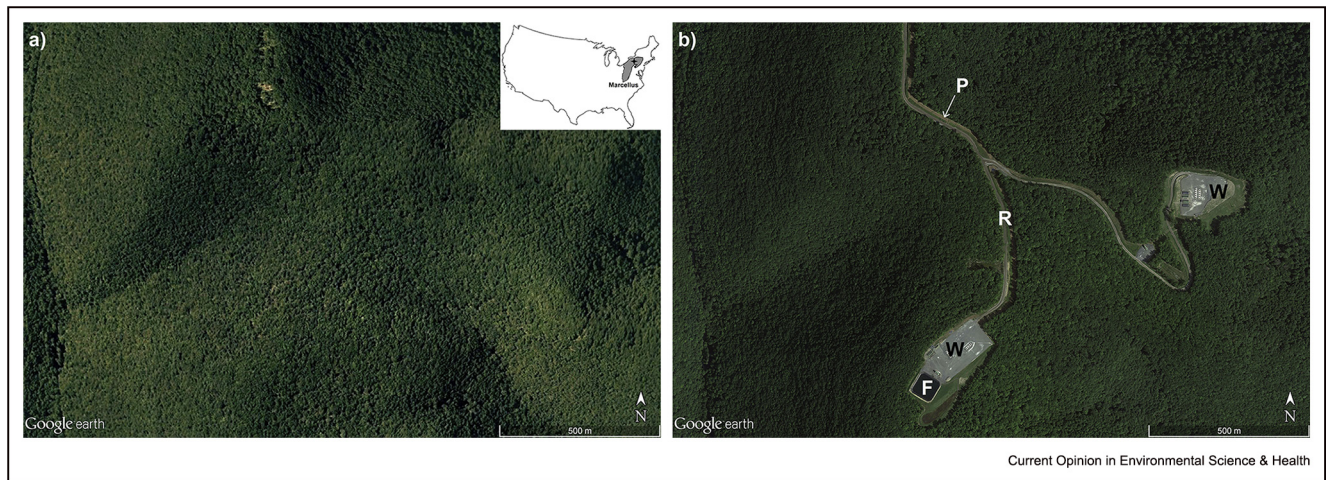 a)
Marcellus
Google earth
N
500 m
b)
P
W
R
W
F
Google earth
N
500 m
Current Opinion in Environmental Science & Health